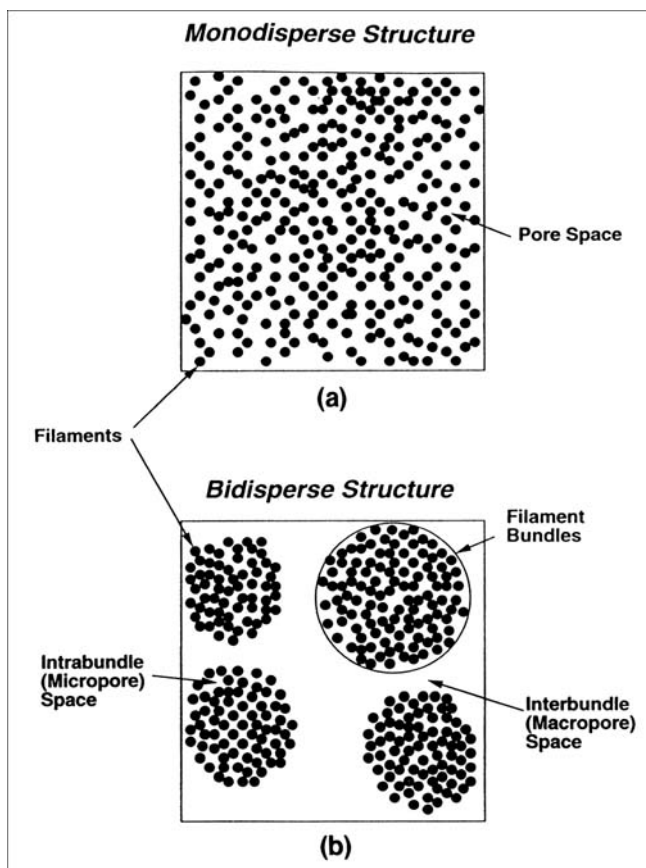 Monodisperse Structure
Pore Space
(a)
Filaments
Bidisperse Structure
Filament
Bundles
Intrabundle
(Micropore)
Space
Interbundle
(Macropore)
Space
(b)